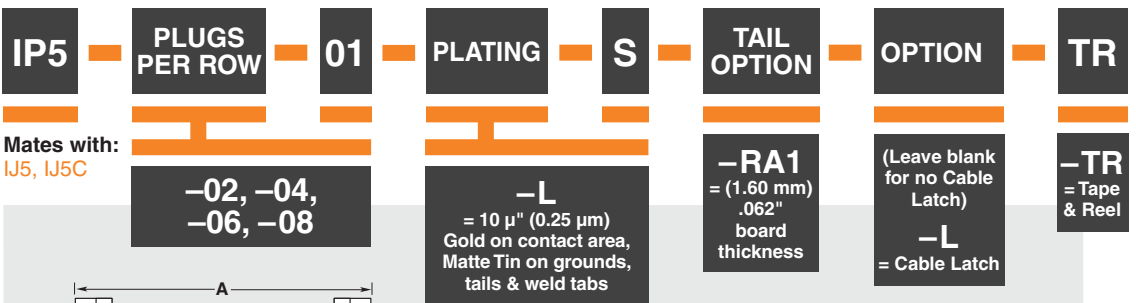 IP5
PLUGS
PER ROW
01
PLATING
S
TAIL
OPTION
OPTION
TR
Mates with:
IJ5, IJ5C
–02, –04,
–06, –08
–L
= 10 µ" (0.25 µm)
Gold on contact area,
Matte Tin on grounds,
tails & weld tabs
–RA1
= (1.60 mm)
.062"
board
thickness
(Leave blank
for no Cable
Latch)
–L
= Cable Latch
–TR
= Tape
& Reel
A